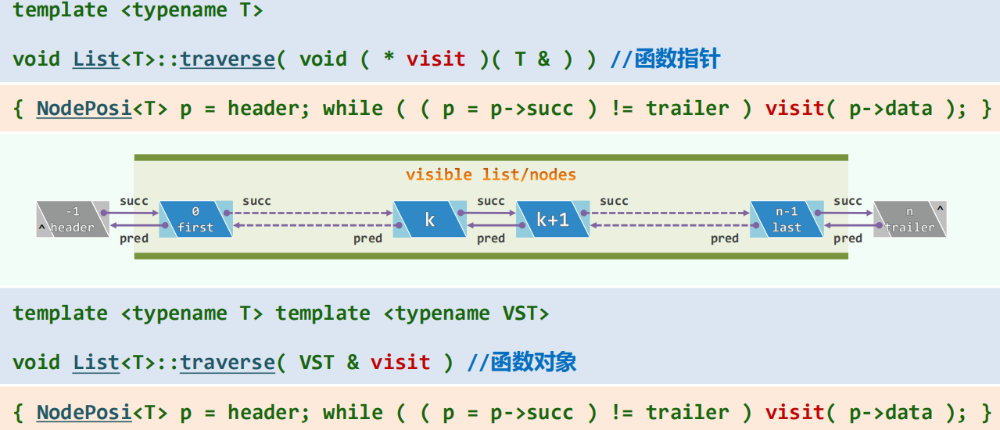 template <typename T>
void List<T>::traverse( void ( * visit )( T & ) ) //函数指针
{ NodePosi<T> p = header; while ( ( p = p->succ ) != trailer ) visit( p->data ); }
visible list/nodes
succ succ succ succ succ
-1 0 k k+1 n-1 n ^
^ header first last trailer
pred pred pred pred pred
template <typename T> template <typename VST>
void List<T>::traverse( VST & visit ) //函数对象
{ NodePosi<T> p = header; while ( ( p = p->succ ) != trailer ) visit( p->data ); }